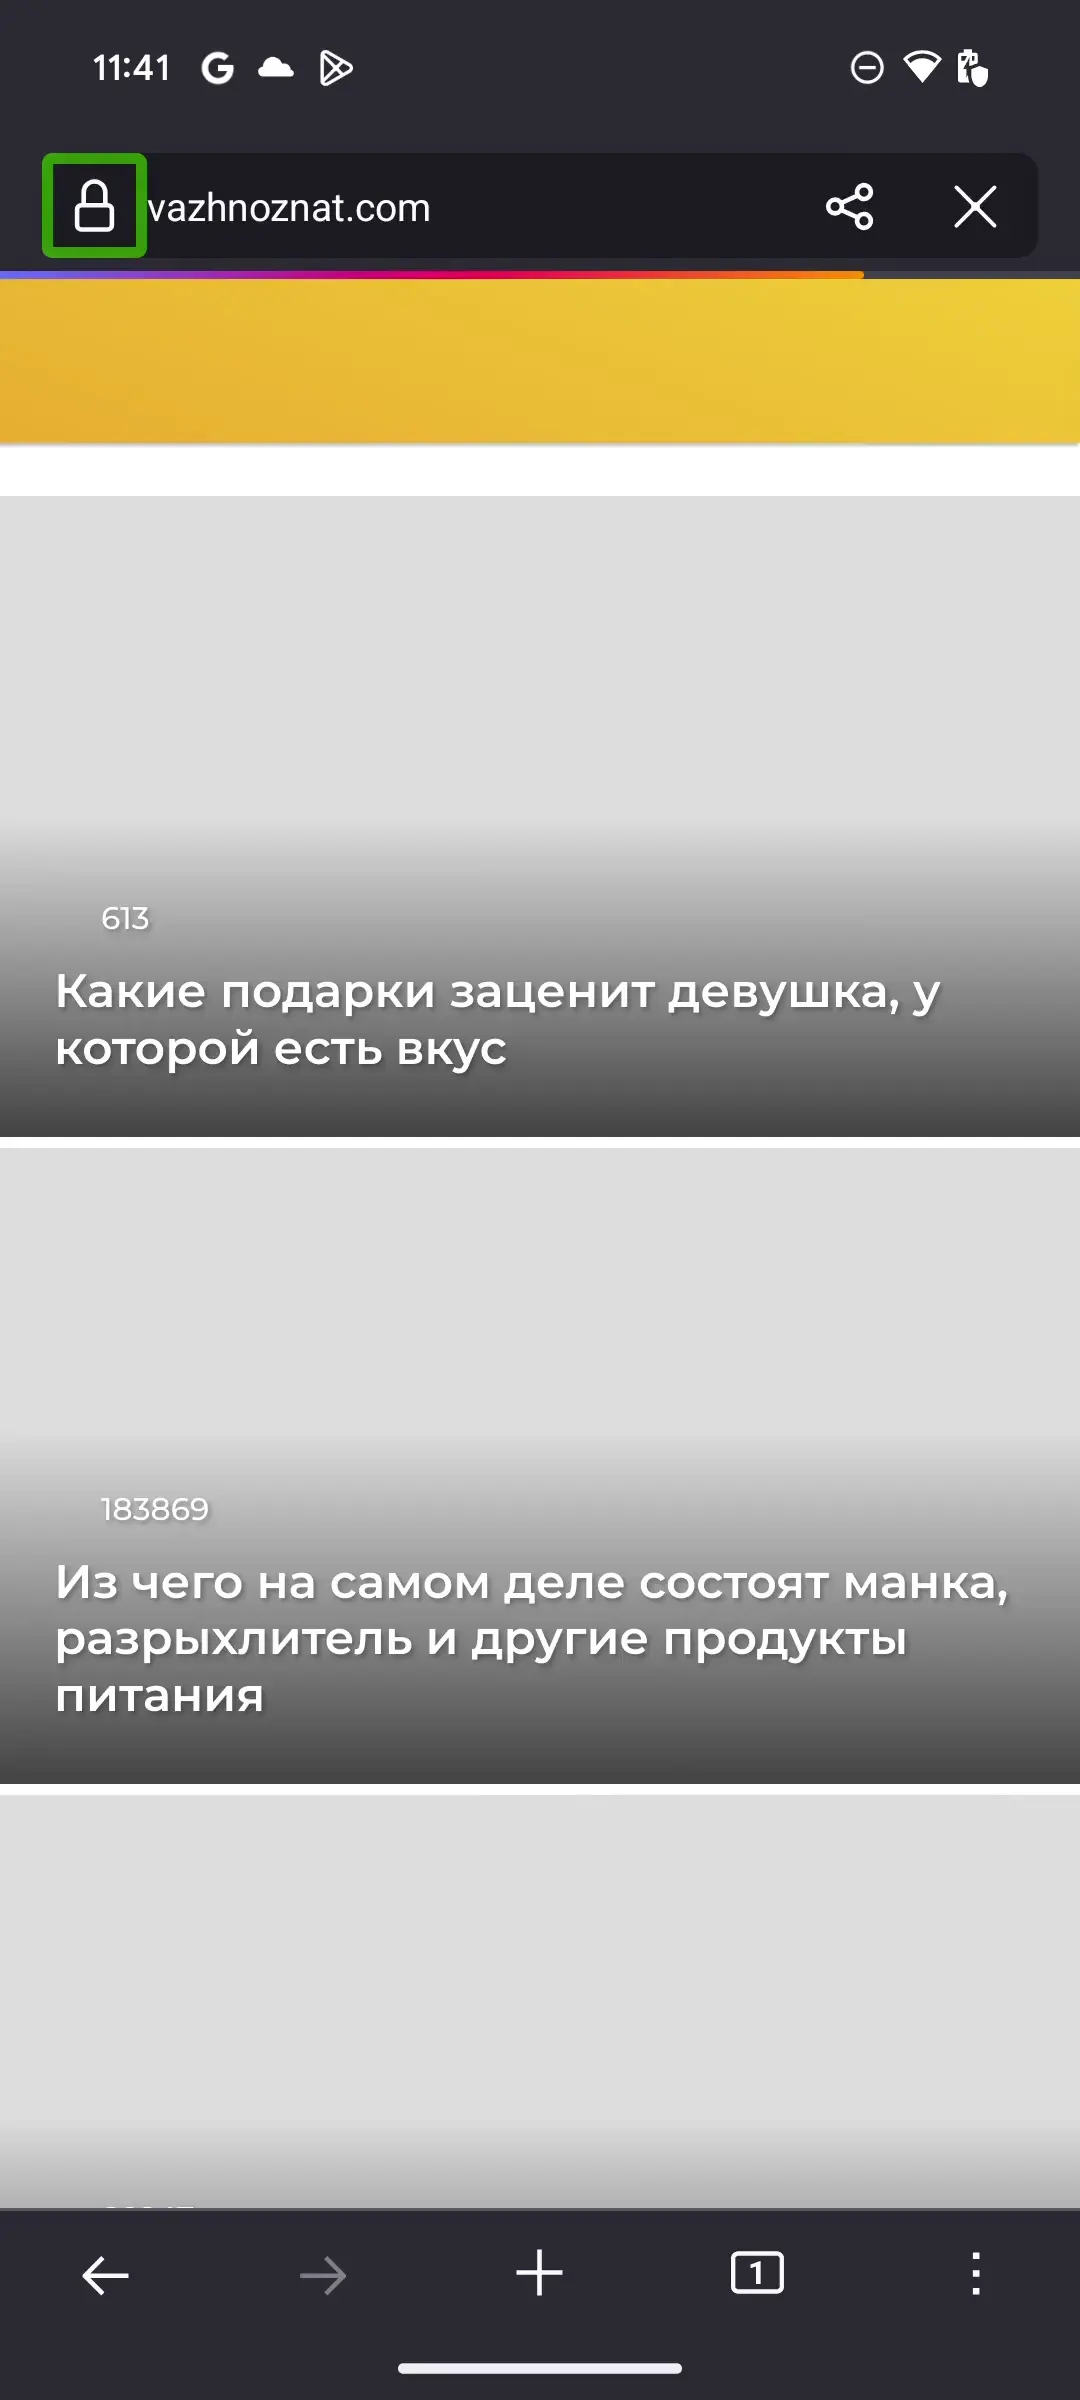 11:41
vazhnoznat.com
613
Какие подарки заценит девушка, у
которой есть вкус
183869
Из чего на самом деле состоят манка,
разрыхлитель и другие продукты
питания
1